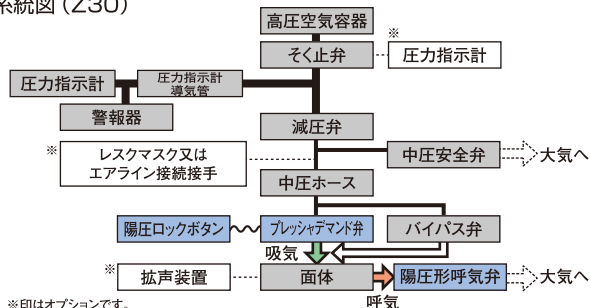 系統図（Z30）
高圧空気容器
※
そく止弁
圧力指示計
圧力指示計
圧力指示計
導気管
警報器
減圧弁
※
レスクマスク又は
エアライン接続接手
中圧安全弁
大気へ
中圧ホース
陽圧ロックボタン
プレッシャデマンド弁
バイパス弁
吸気
※
拡声装置
面体
陽圧形呼気弁
大気へ
呼気
※印はオプションです。